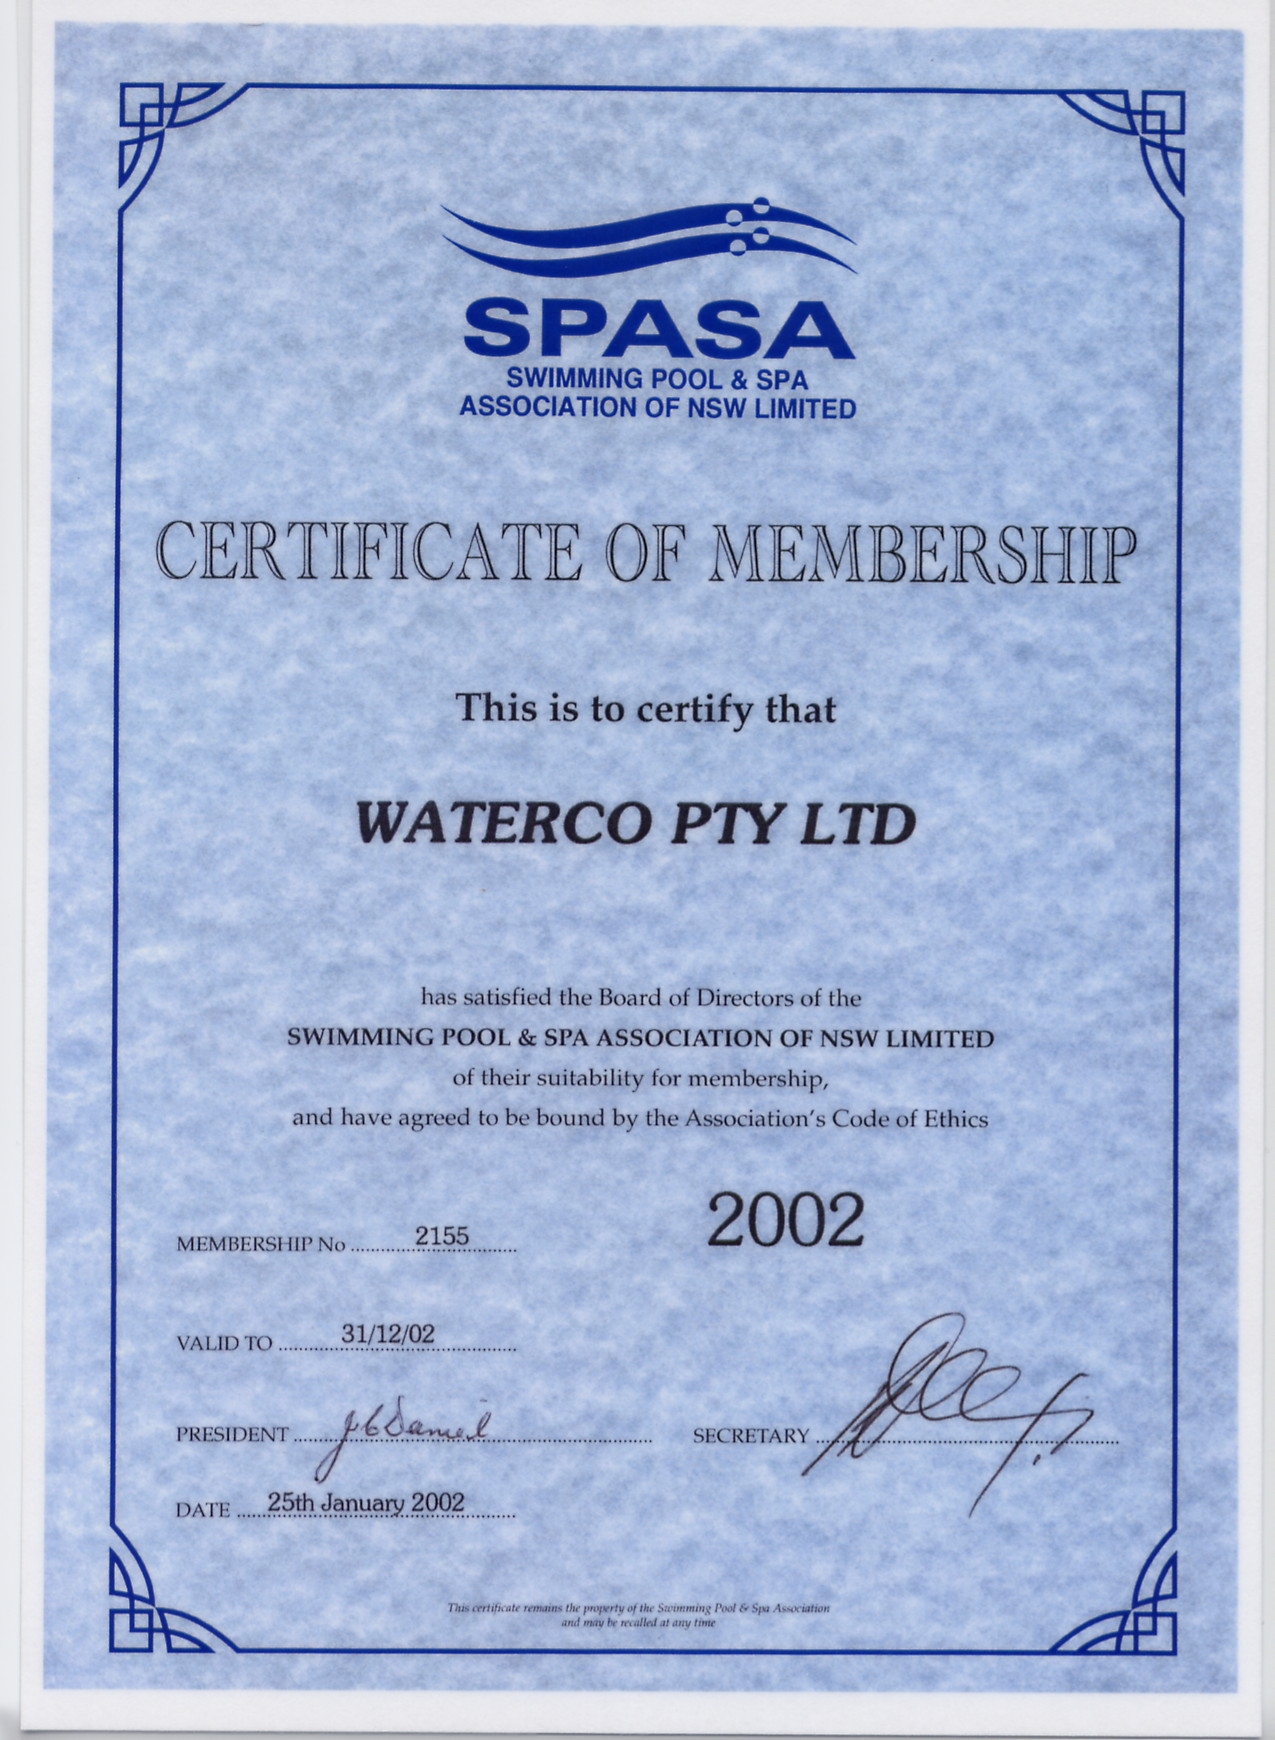 SPASA
SWIMMING POOL & SPA
ASSOCIATION OF NSW LIMITED
CERTIFICATE OF MEMBERSHIP
This is to certify that
WATERCO PTY LTD
has satisfied the Board of Directors of the
SWIMMING POOL & SPA ASSOCIATION OF NSW LIMITED
of their suitability for membership,
and have agreed to be bound by the Association's Code of Ethics
2002
MEMBERSHIP No ............ 2155 ............
VALID TO ............ 31/12/02 ............
PRESIDENT ............ SECRETARY ............
DATE ..... 25th January 2002 ............
This certificate remains the property of the Swimming Pool & Spa Association
and may be recalled at any time